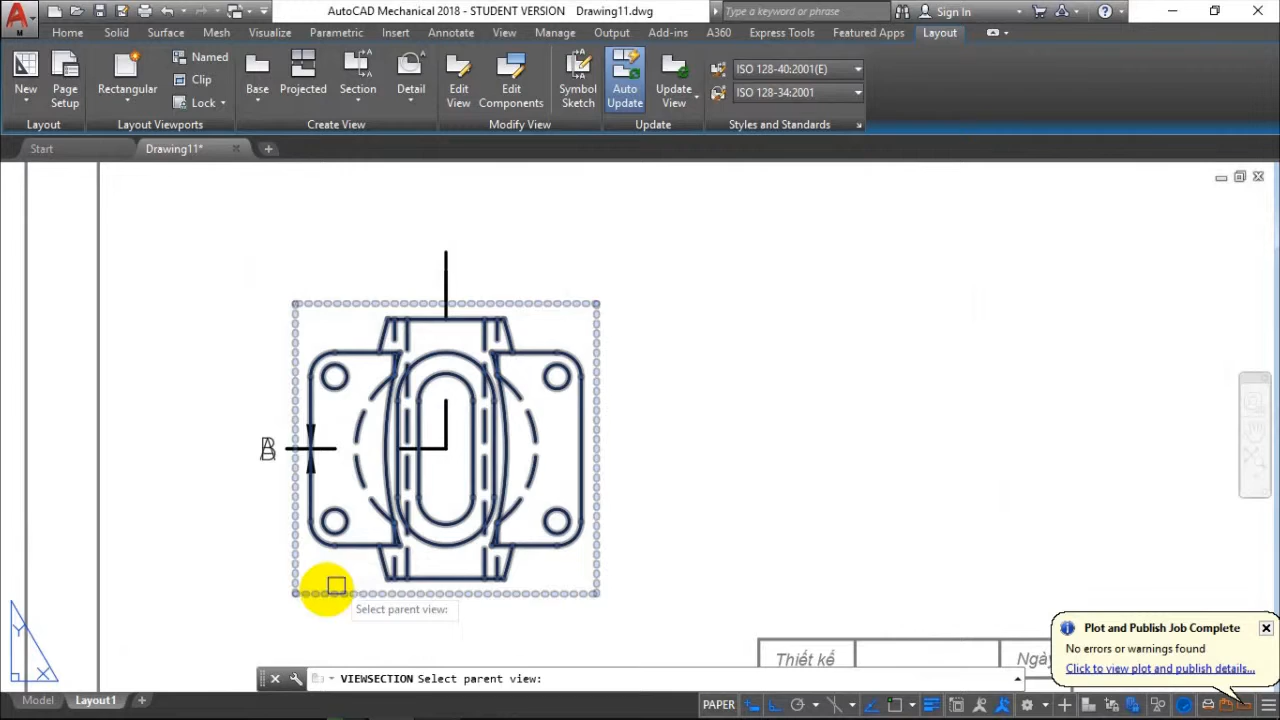 AutoCAD Mechanical 2018 - STUDENT VERSION Drawing11.dwg
Type a keyword or phrase
Sign In
Home Solid Surface Mesh Visualize Parametric Insert Annotate View Manage Output Add-ins A360 Express Tools Featured Apps Layout
New
Page
Setup
Rectangular
Named
Clip
Lock
Base
Projected
Section
Detail
Edit
View
Edit
Components
Symbol
Sketch
Auto
Update
Update
View
ISO 128-40:2001(E)
ISO 128-34:2001
Layout Layout Viewports Create View Modify View Update Styles and Standards
Start Drawing11*
Select parent view:
Plot and Publish Job Complete
No errors or warnings found
Click to view plot and publish details...
Thiết kế
Y
X
VIEWSECTION Select parent view:
Model Layout1
PAPER